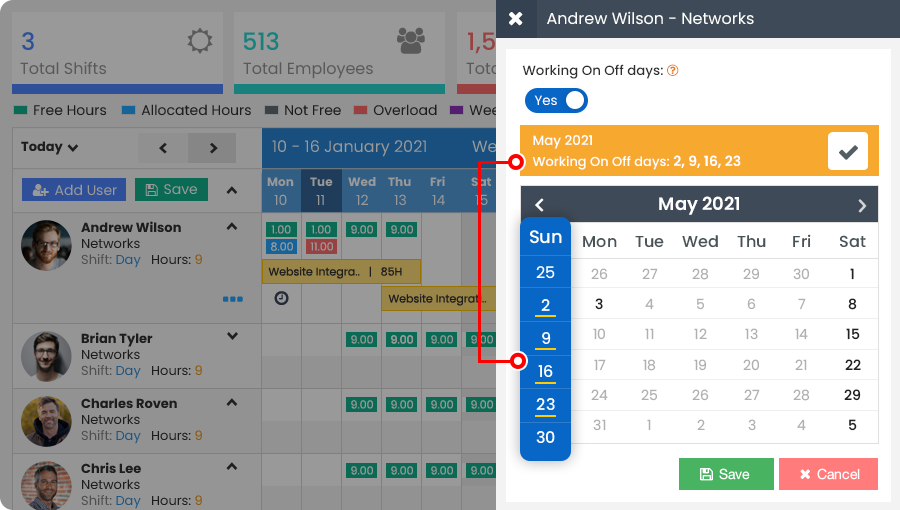 3
Total Shifts
513
Total Employees
1,5
Tota
Free Hours
Allocated Hours
Not Free
Overload
Wee
Today
10 - 16 January 2021
We
Add User
Save
Mon
10
Tue
11
Wed
12
Thu
13
Fri
14
Sat
15
Andrew Wilson
Networks
Shift: Day Hours: 9
1.00 1.00 9.00 9.00
8.00 11.00
Website Integra.. | 85H
Website Integrat...
Brian Tyler
Networks
Shift: Day Hours: 9
9.00 9.00 9.00 9.00
Charles Roven
Networks
Shift: Day Hours: 9
9.00 9.00 9.00 9.00
Chris Lee
Networks
Shift: Day Hours: 9
9.00 9.00 9.00 9.00
Andrew Wilson - Networks
Working On Off days: ?
Yes
May 2021
Working On Off days: 2, 9, 16, 23
May 2021
Sun Mon Tue Wed Thu Fri Sat
25 26 27 28 29 30 1
2 3 4 5 6 7 8
9 10 11 12 13 14 15
16 17 18 19 20 21 22
23 24 25 26 27 28 29
30 31 1 2 3 4 5
Save
Cancel